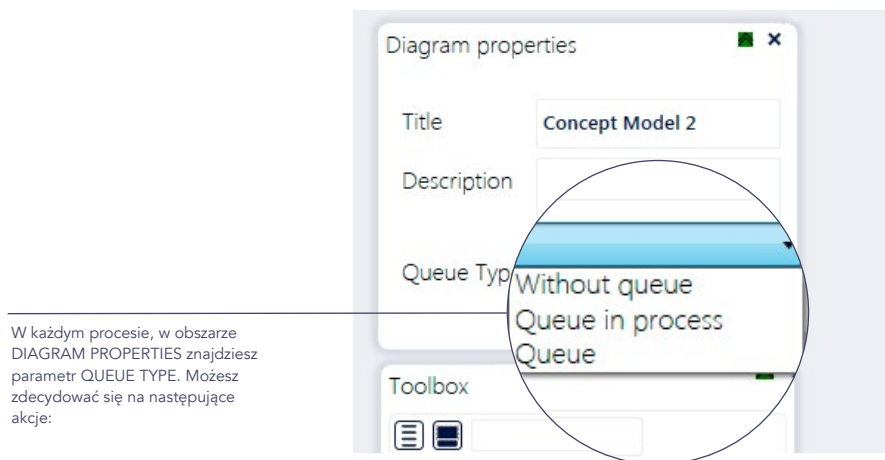 Diagram properties
Title
Concept Model 2
Description
Queue Typ
Without queue
Queue in process
Queue
W każdym procesie, w obszarze
DIAGRAM PROPERTIES znajdziesz
parametr QUEUE TYPE. Możesz
zdecydować się na następujące
akcje:
Toolbox